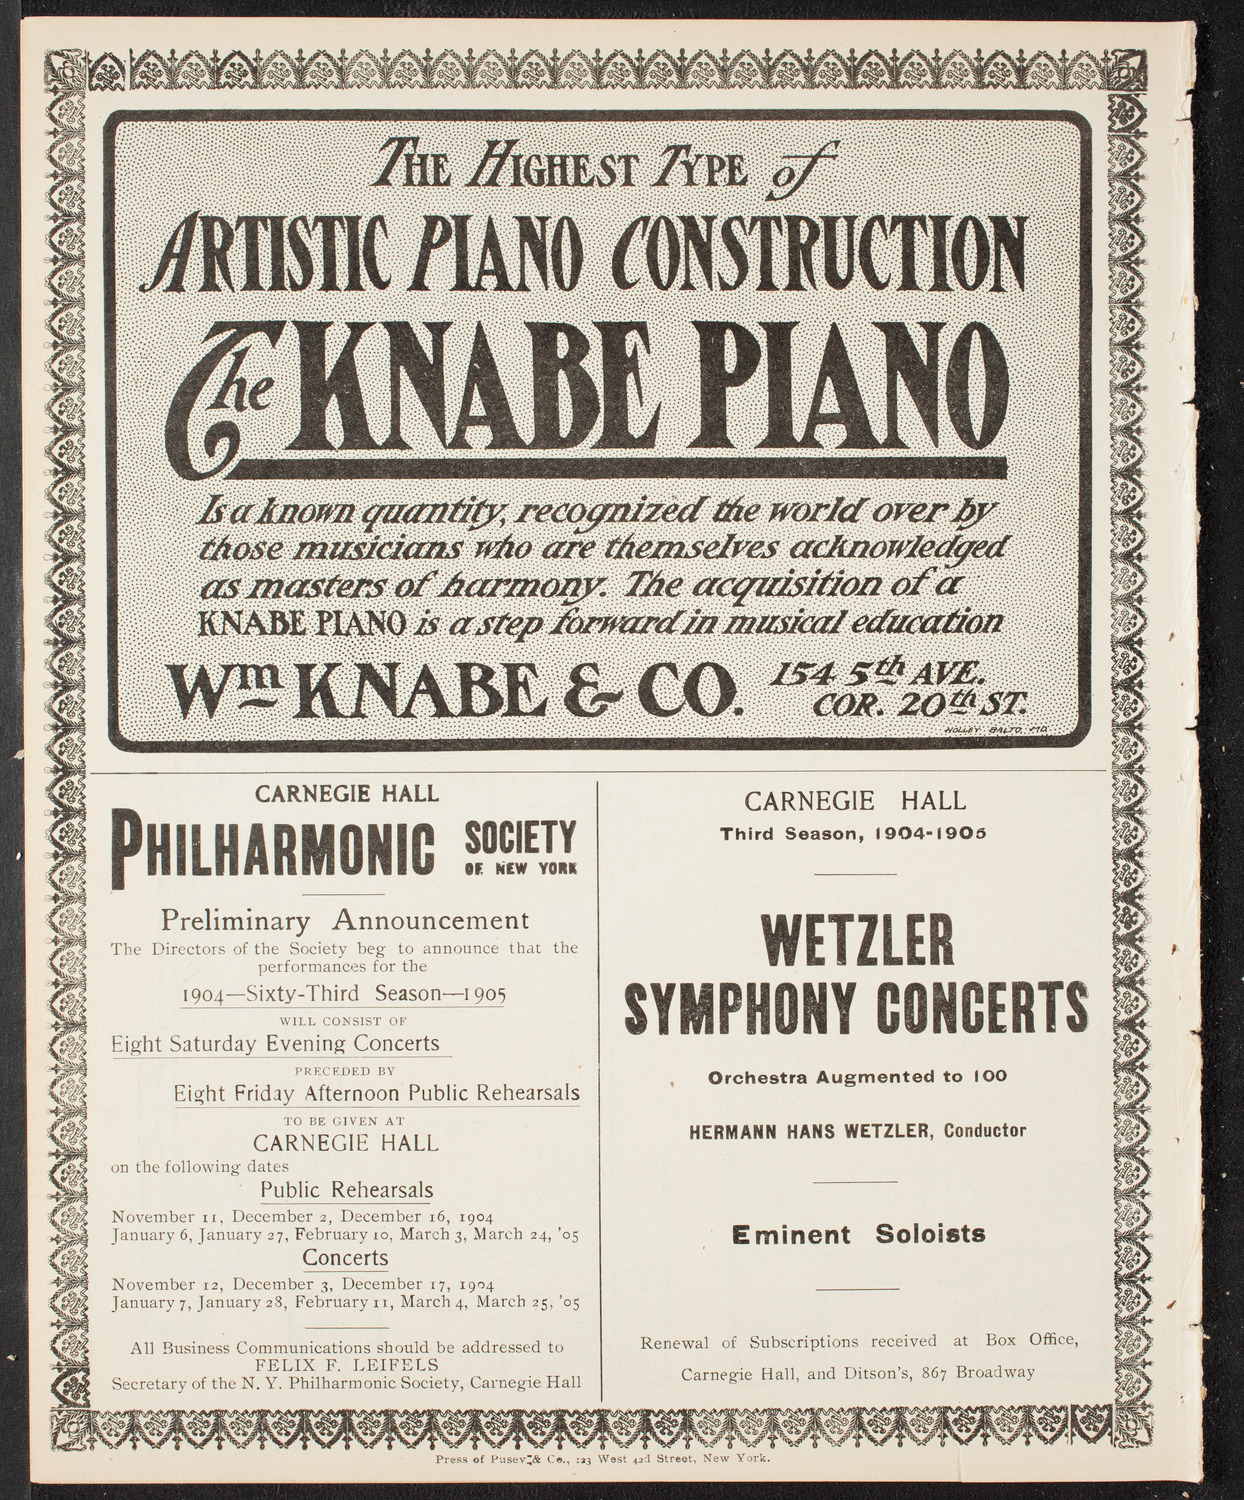 THE HIGHEST TYPE of
ARTISTIC PIANO CONSTRUCTION
The KNABE PIANO
Is a known quantity, recognized the world over by
those musicians who are themselves acknowledged
as masters of harmony. The acquisition of a
KNABE PIANO is a step forward in musical education
Wm KNABE & CO. 154 5th AVE.
COR. 20th ST.
HOLLEY. BALTO. MD.
CARNEGIE HALL
PHILHARMONIC SOCIETY
OF NEW YORK
Preliminary Announcement
The Directors of the Society beg to announce that the
performances for the
1904—Sixty-Third Season—1905
WILL CONSIST OF
Eight Saturday Evening Concerts
PRECEDED BY
Eight Friday Afternoon Public Rehearsals
TO BE GIVEN AT
CARNEGIE HALL
on the following dates
Public Rehearsals
November 11, December 2, December 16, 1904
January 6, January 27, February 10, March 3, March 24, '05
Concerts
November 12, December 3, December 17, 1904
January 7, January 28, February 11, March 4, March 25, '05
All Business Communications should be addressed to
FELIX F. LEIFELS
Secretary of the N. Y. Philharmonic Society, Carnegie Hall
CARNEGIE HALL
Third Season, 1904-1905
WETZLER
SYMPHONY CONCERTS
Orchestra Augmented to 100
HERMANN HANS WETZLER, Conductor
Eminent Soloists
Renewal of Subscriptions received at Box Office,
Carnegie Hall, and Ditson's, 867 Broadway
Press of Pusey & Co., 123 West 42d Street, New York.